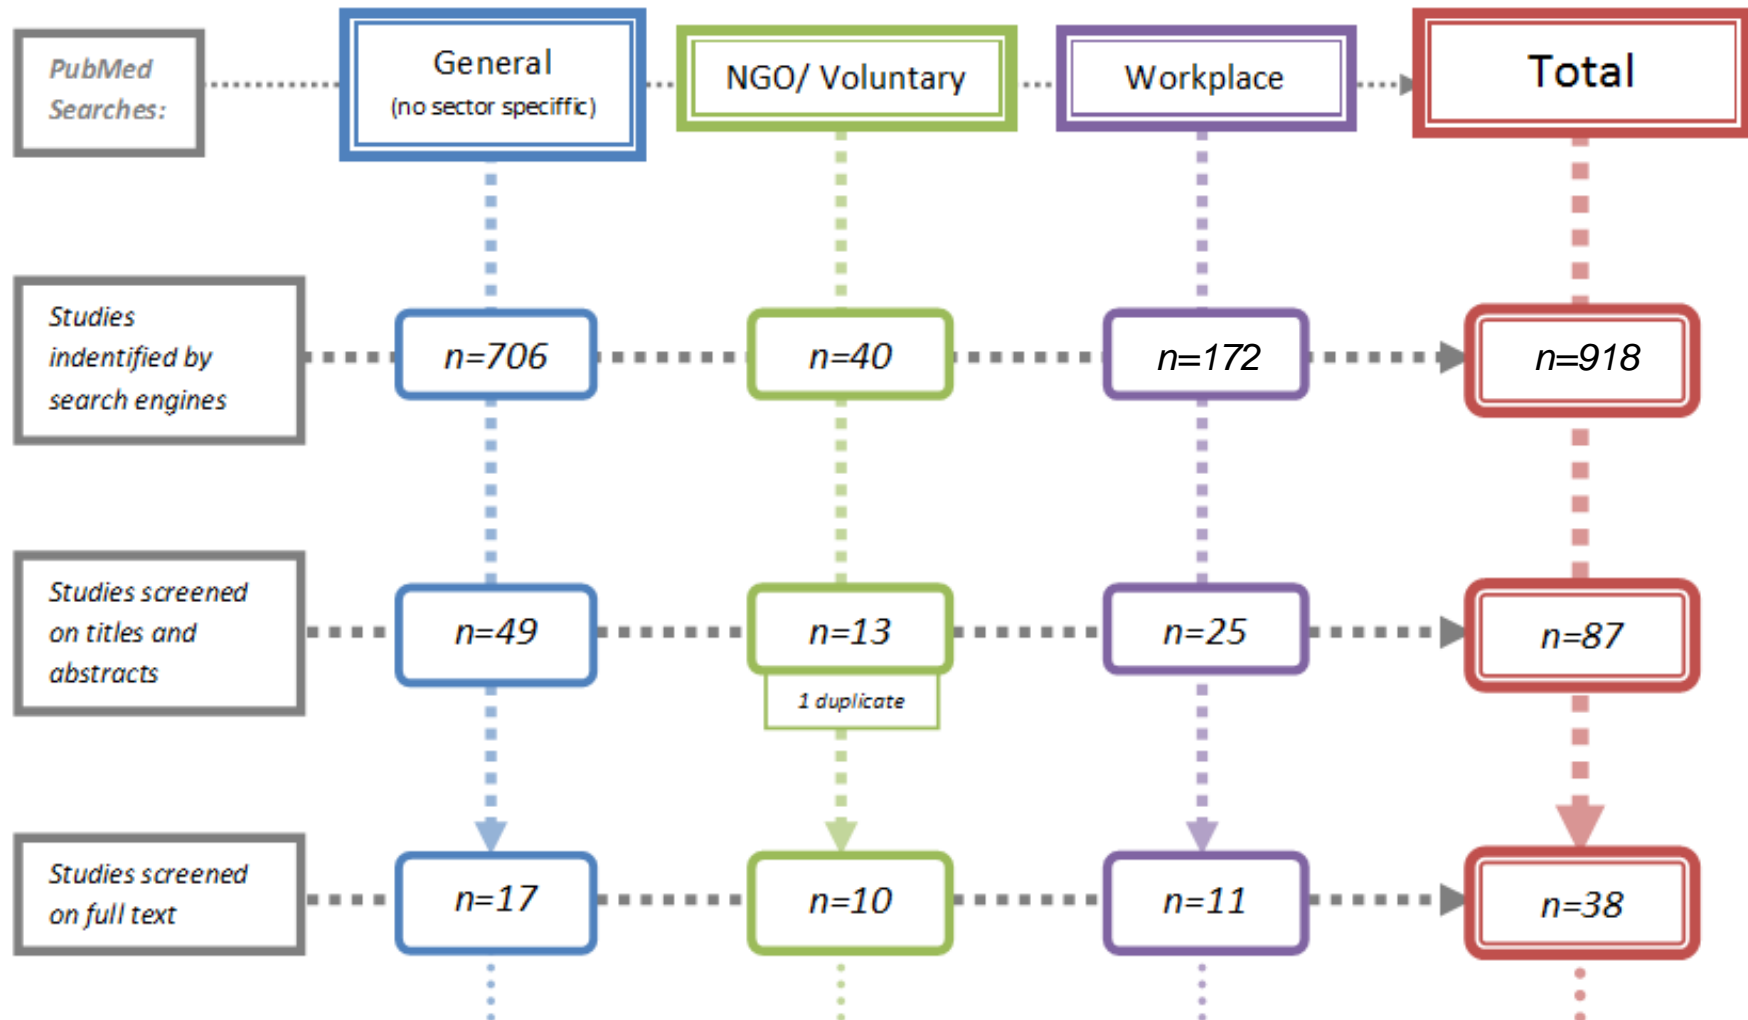 PubMed
Searches:
General
(no sector speciffic)
NGO/ Voluntary
Workplace
Total
Studies
indentified by
search engines
n=706
n=40
n=172
n=918
Studies screened
on titles and
abstracts
n=49
n=13
1 duplicate
n=25
n=87
Studies screened
on full text
n=17
n=10
n=11
n=38